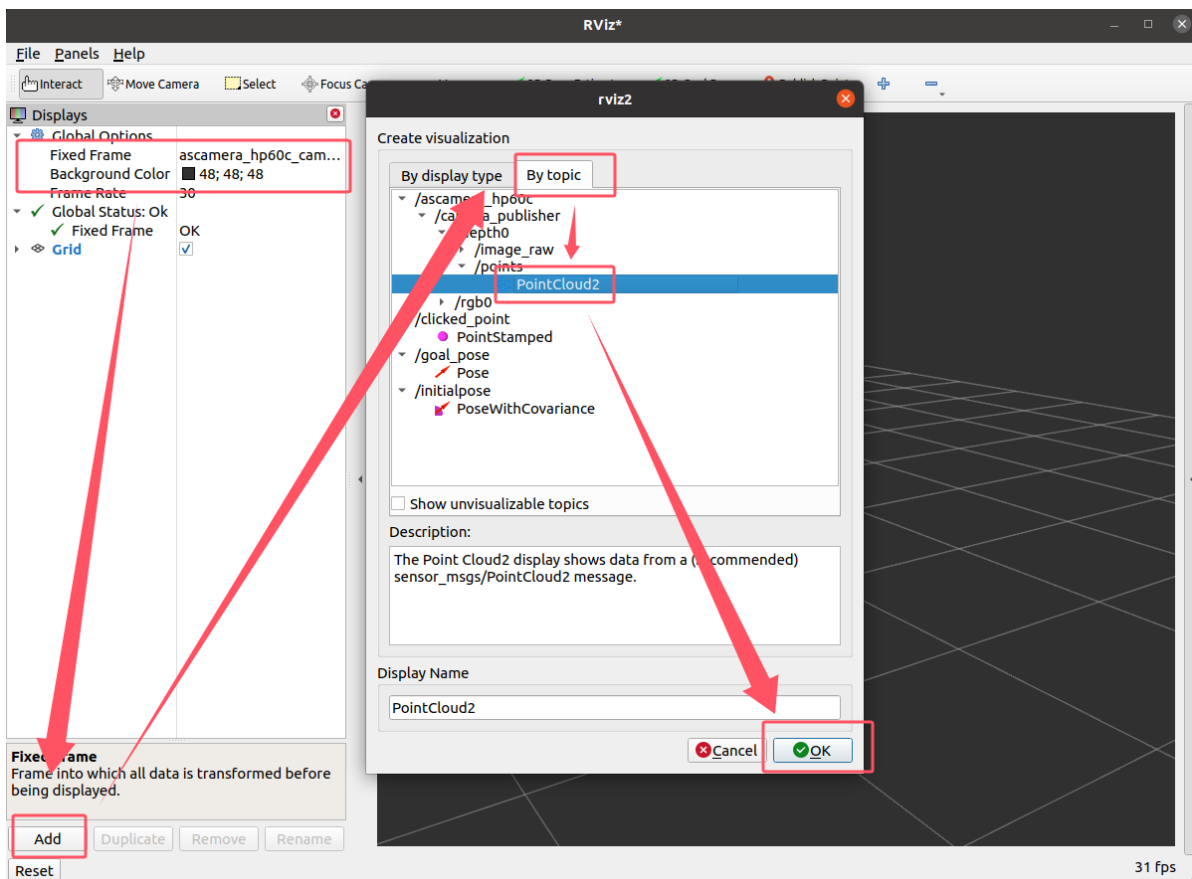 RViz*
File Panels Help
Interact Move Camera Select Focus Ca
Displays
Global Options
Fixed Frame ascamera_hp60c_cam...
Background Color 48; 48; 48
Frame Rate 30
Global Status: Ok
Fixed Frame OK
Grid
Fixed Frame
Frame into which all data is transformed before
being displayed.
Add Duplicate Remove Rename
Reset
rviz2
Create visualization
By display type By topic
/ascamera_hp60c
/camera_publisher
/depth0
/image_raw
/points
PointCloud2
/rgb0
/clicked_point
PointStamped
/goal_pose
Pose
/initialpose
PoseWithCovariance
Show unvisualizable topics
Description:
The Point Cloud2 display shows data from a (recommended)
sensor_msgs/PointCloud2 message.
Display Name
PointCloud2
Cancel OK
31 fps